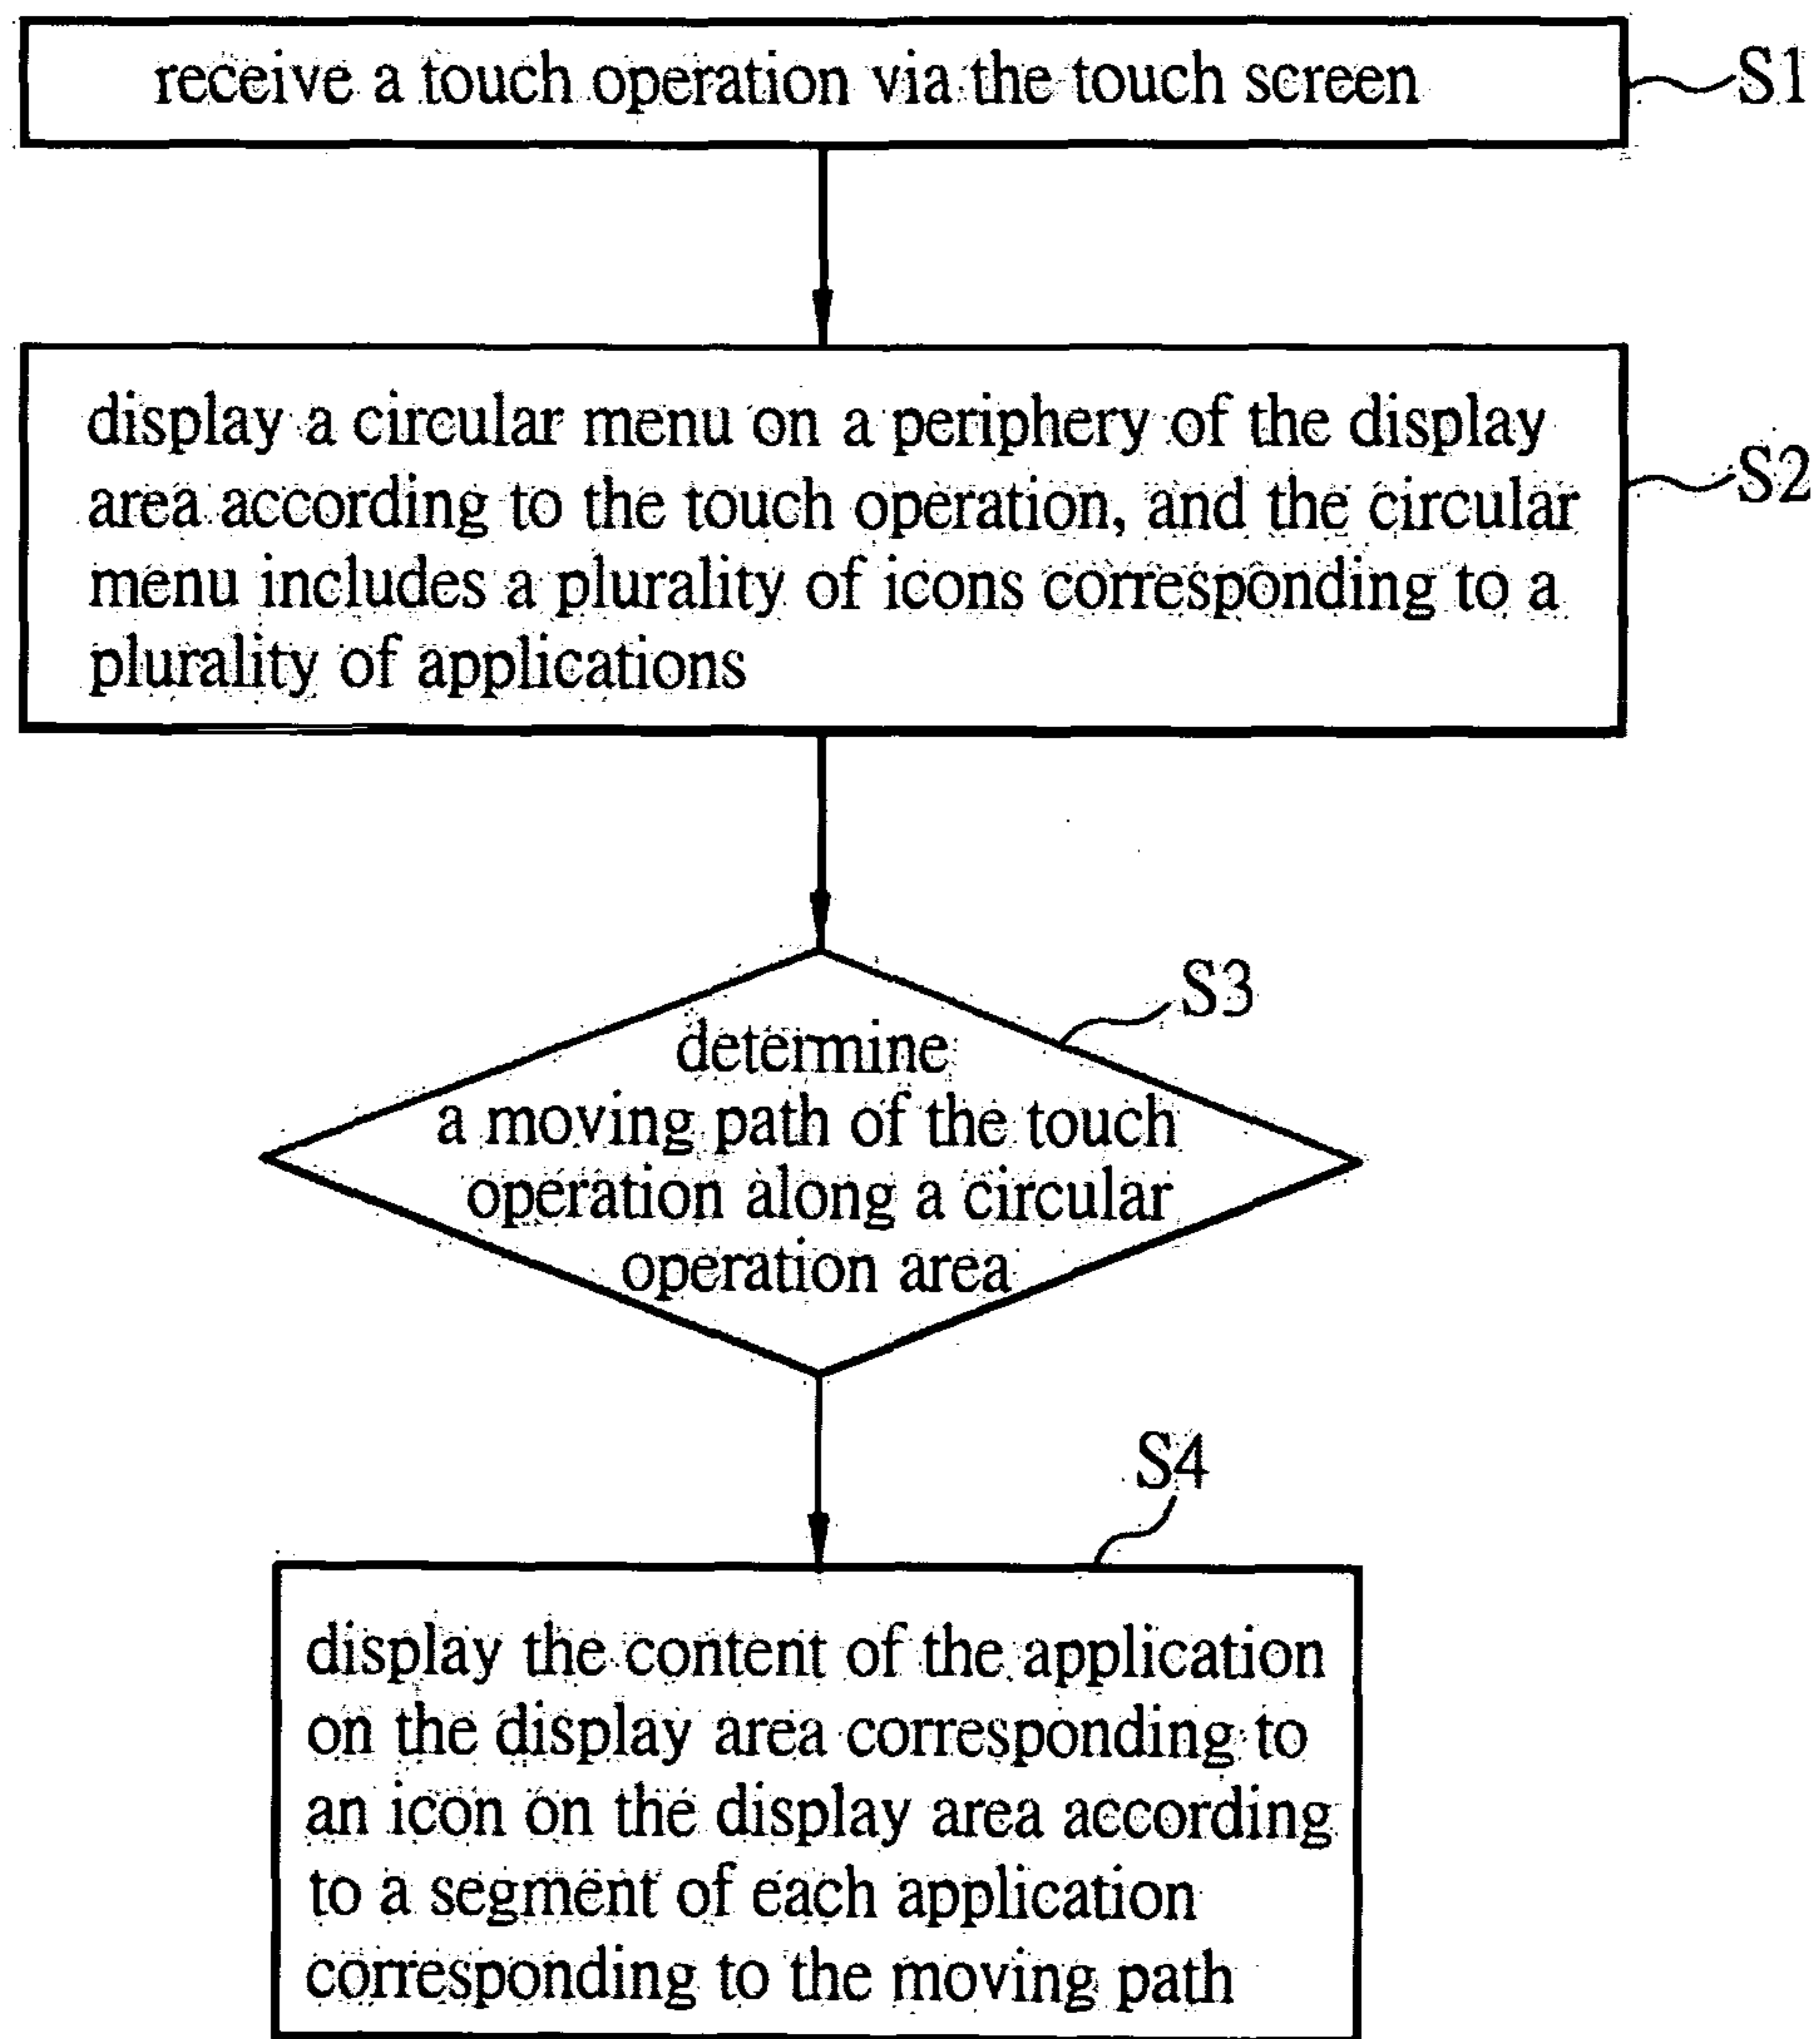 receive a touch operation via the touch screen
S1
display a circular menu on a periphery of the display
area according to the touch operation, and the circular
menu includes a plurality of icons corresponding to a
plurality of applications
S2
S3
determine
a moving path of the touch
operation along a circular
operation area
S4
display the content of the application
on the display area corresponding to
an icon on the display area according
to a segment of each application
corresponding to the moving path